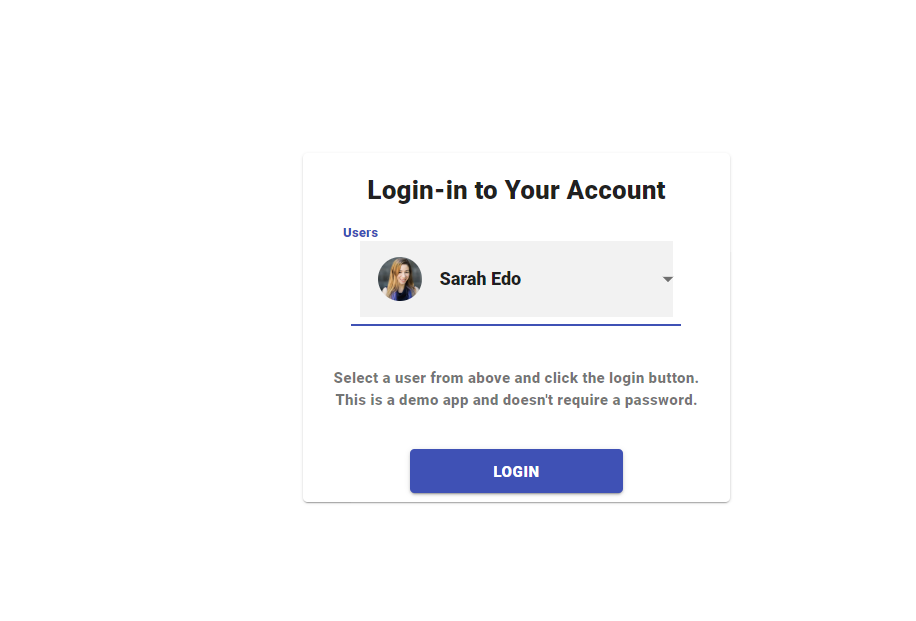 Login-in to Your Account
Users
Sarah Edo
Select a user from above and click the login button.
This is a demo app and doesn't require a password.
LOGIN